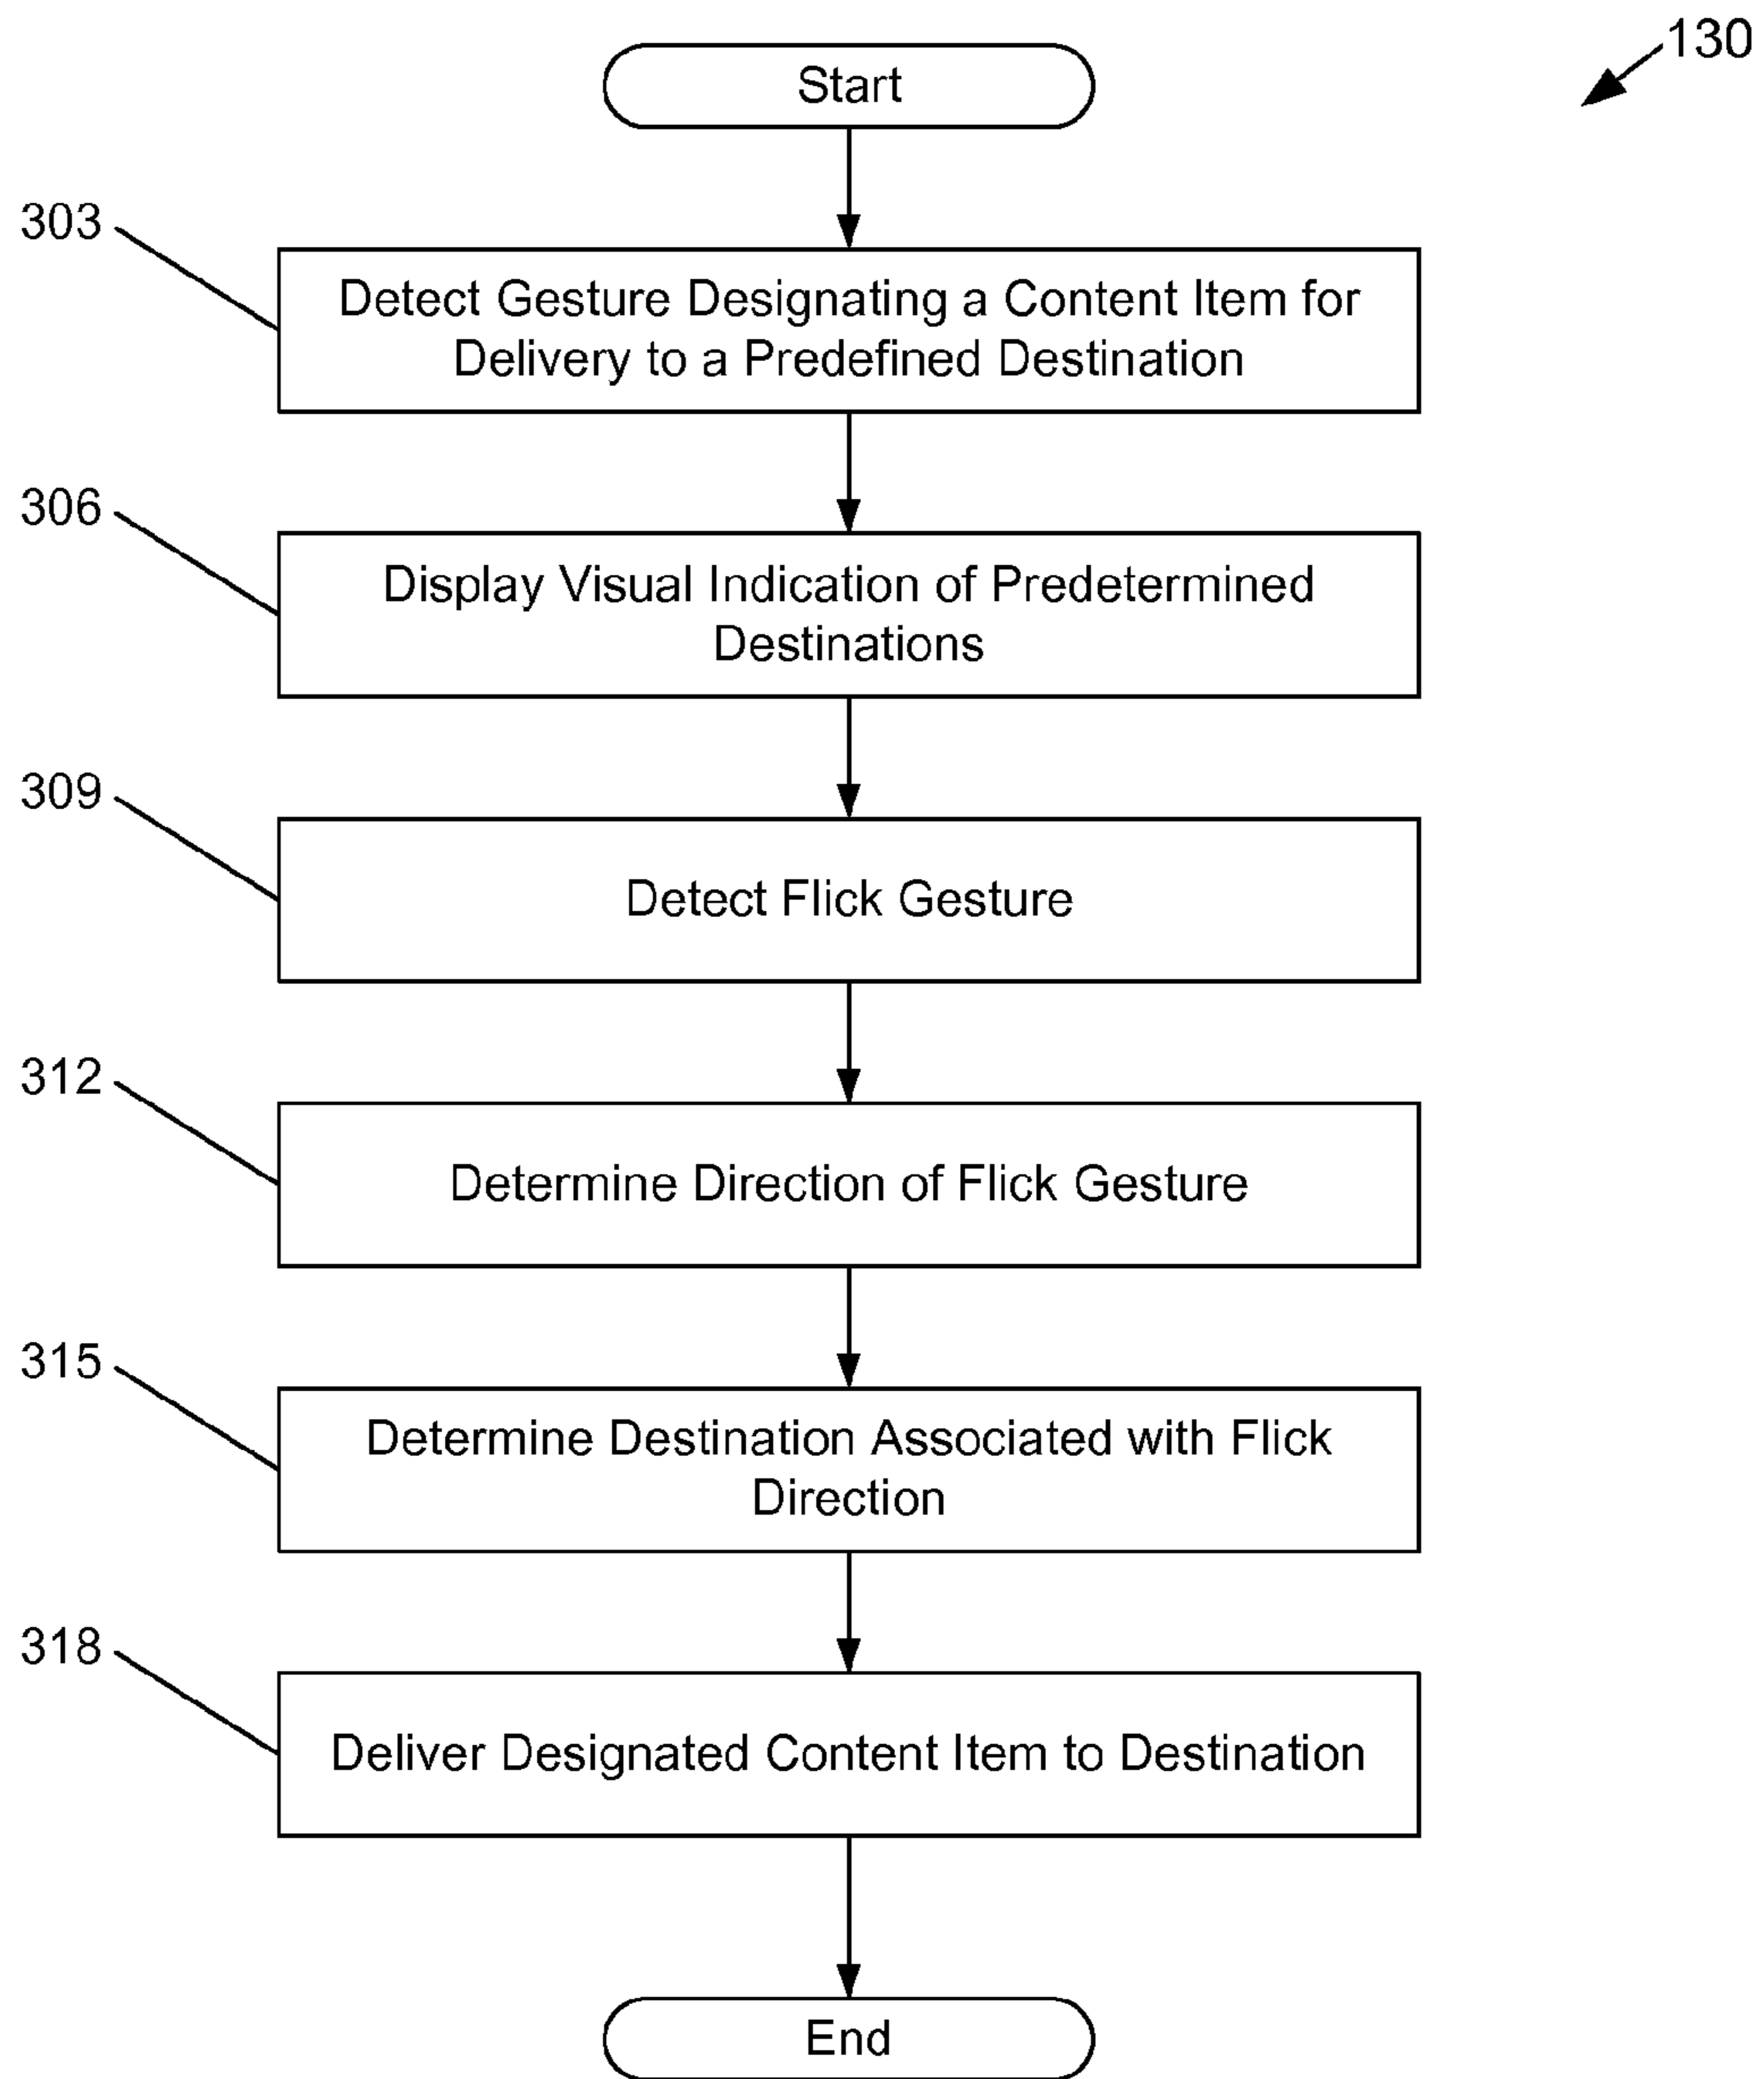 130
Start
303
Detect Gesture Designating a Content Item for
Delivery to a Predefined Destination
306
Display Visual Indication of Predetermined
Destinations
309
Detect Flick Gesture
312
Determine Direction of Flick Gesture
315
Determine Destination Associated with Flick
Direction
318
Deliver Designated Content Item to Destination
End